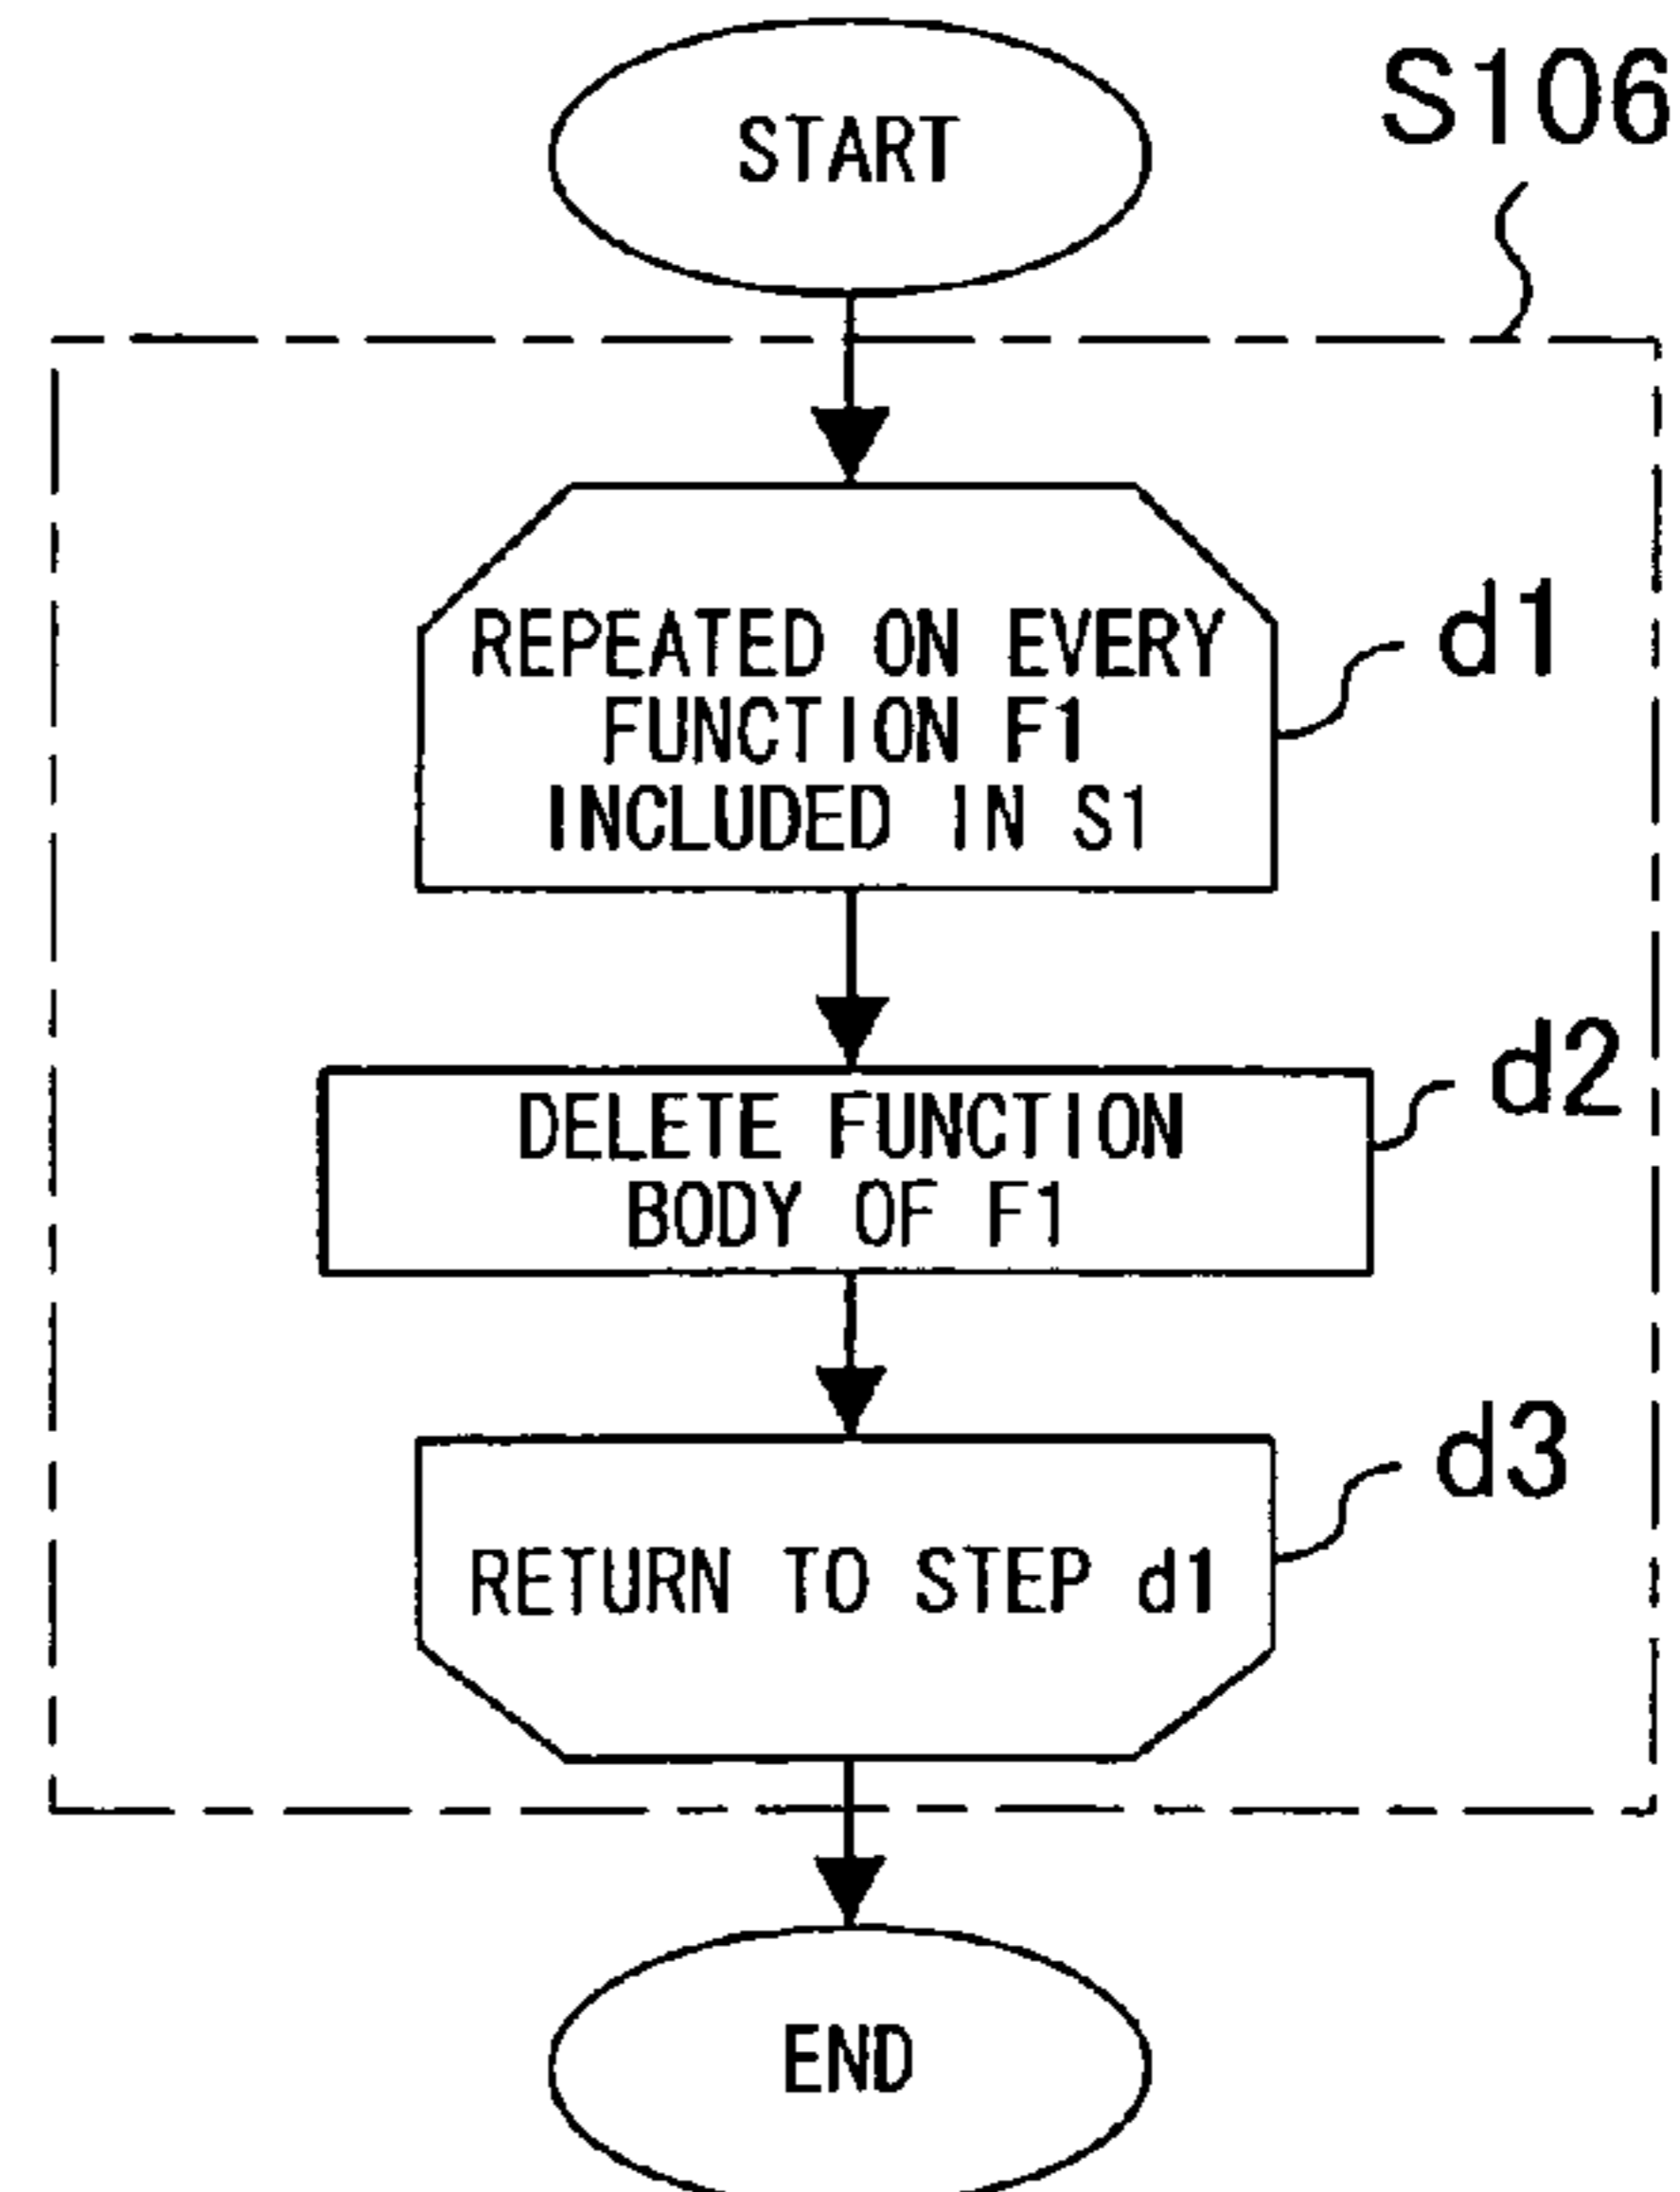 START
S106
REPEATED ON EVERY
FUNCTION F1
INCLUDED IN S1
d1
DELETE FUNCTION
BODY OF F1
d2
RETURN TO STEP d1
d3
END